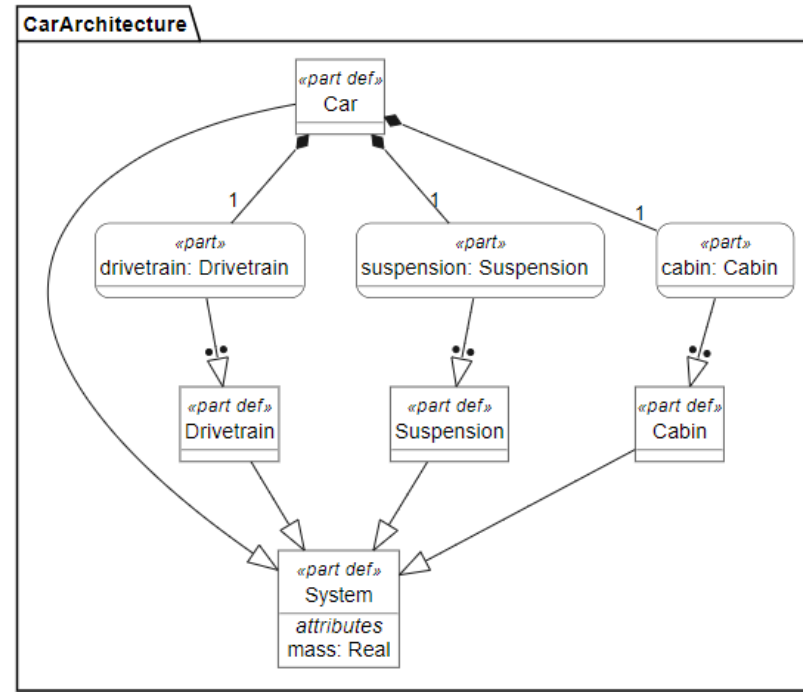 CarArchitecture
«part def»
Car
1
1
1
«part»
drivetrain: Drivetrain
«part»
suspension: Suspension
«part»
cabin: Cabin
«part def»
Drivetrain
«part def»
Suspension
«part def»
Cabin
«part def»
System
attributes
mass: Real